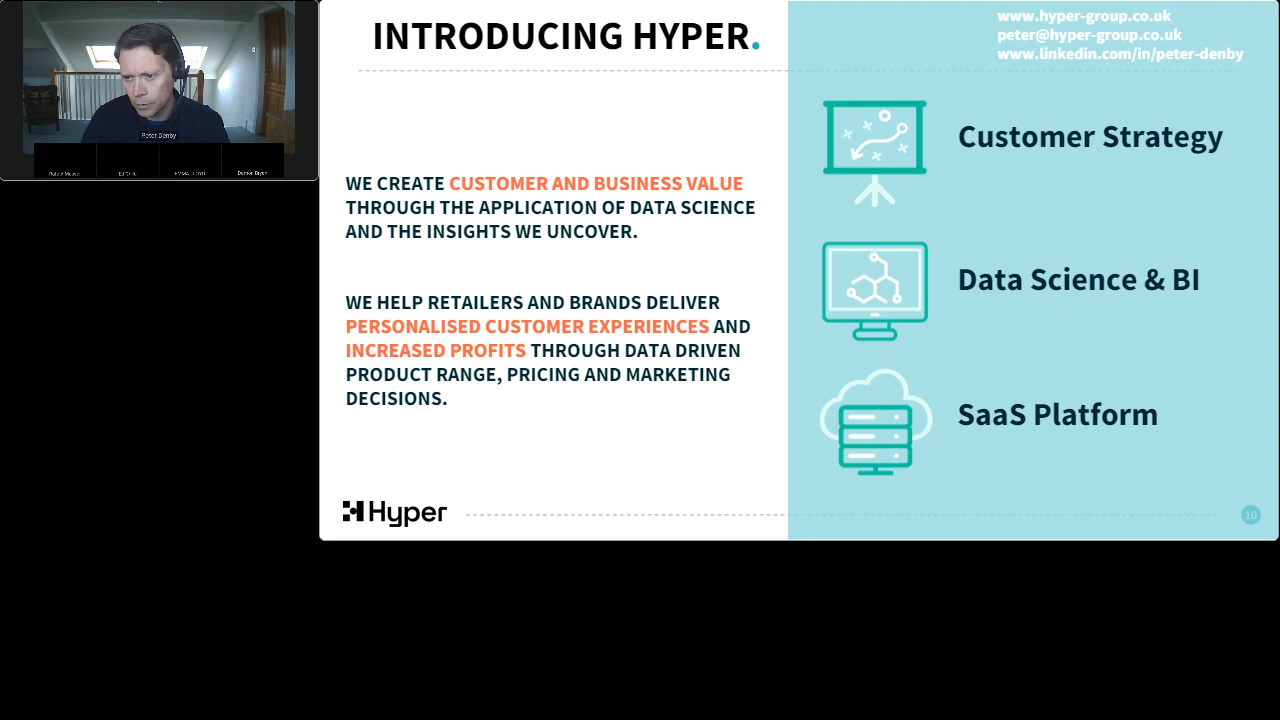 INTRODUCING HYPER.
www.hyper-group.co.uk
peter@hyper-group.co.uk
www.linkedin.com/in/peter-denby
Peter Denby
Damon Bryan
WE CREATE CUSTOMER AND BUSINESS VALUE
THROUGH THE APPLICATION OF DATA SCIENCE
AND THE INSIGHTS WE UNCOVER.
WE HELP RETAILERS AND BRANDS DELIVER
PERSONALISED CUSTOMER EXPERIENCES AND
INCREASED PROFITS THROUGH DATA DRIVEN
PRODUCT RANGE, PRICING AND MARKETING
DECISIONS.
Customer Strategy
Data Science & BI
SaaS Platform
Hyper
10